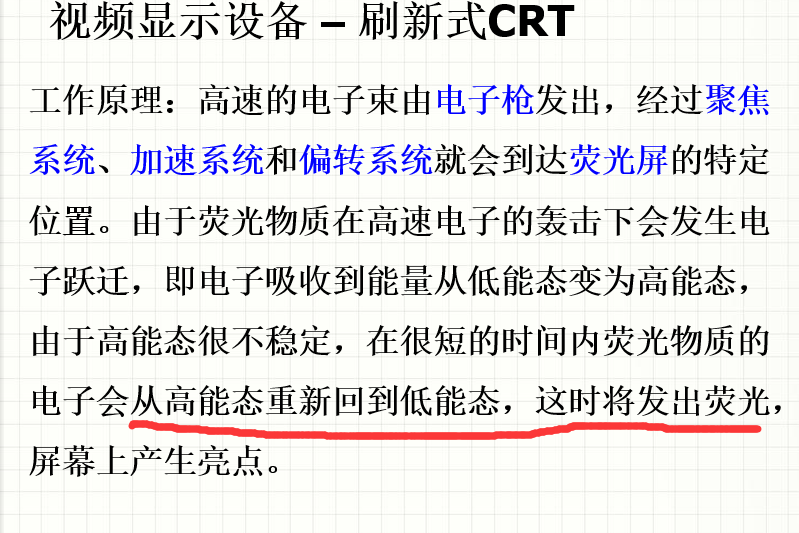 视频显示设备 – 刷新式CRT
工作原理：高速的电子束由电子枪发出，经过聚焦
系统、加速系统和偏转系统就会到达荧光屏的特定
位置。由于荧光物质在高速电子的轰击下会发生电
子跃迁，即电子吸收到能量从低能态变为高能态，
由于高能态很不稳定，在很短的时间内荧光物质的
电子会从高能态重新回到低能态，这时将发出荧光，
屏幕上产生亮点。